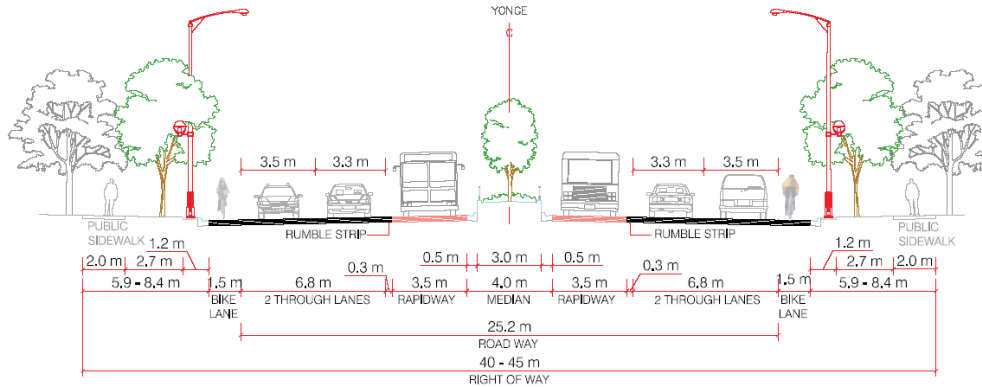 YONGE
C
3.5 m 3.3 m 3.3 m 3.5 m
PUBLIC SIDEWALK
RUMBLE STRIP
RUMBLE STRIP
PUBLIC SIDEWALK
1.2 m 0.5 m 3.0 m 0.5 m 1.2 m
2.0 m 2.7 m 0.3 m 0.3 m 2.7 m 2.0 m
5.9 - 8.4 m 1.5 m 6.8 m 3.5 m 4.0 m 3.5 m 6.8 m 1.5 m 5.9 - 8.4 m
BIKE LANE 2 THROUGH LANES RAPIDWAY MEDIAN RAPIDWAY 2 THROUGH LANES BIKE LANE
25.2 m
ROAD WAY
40 - 45 m
RIGHT OF WAY